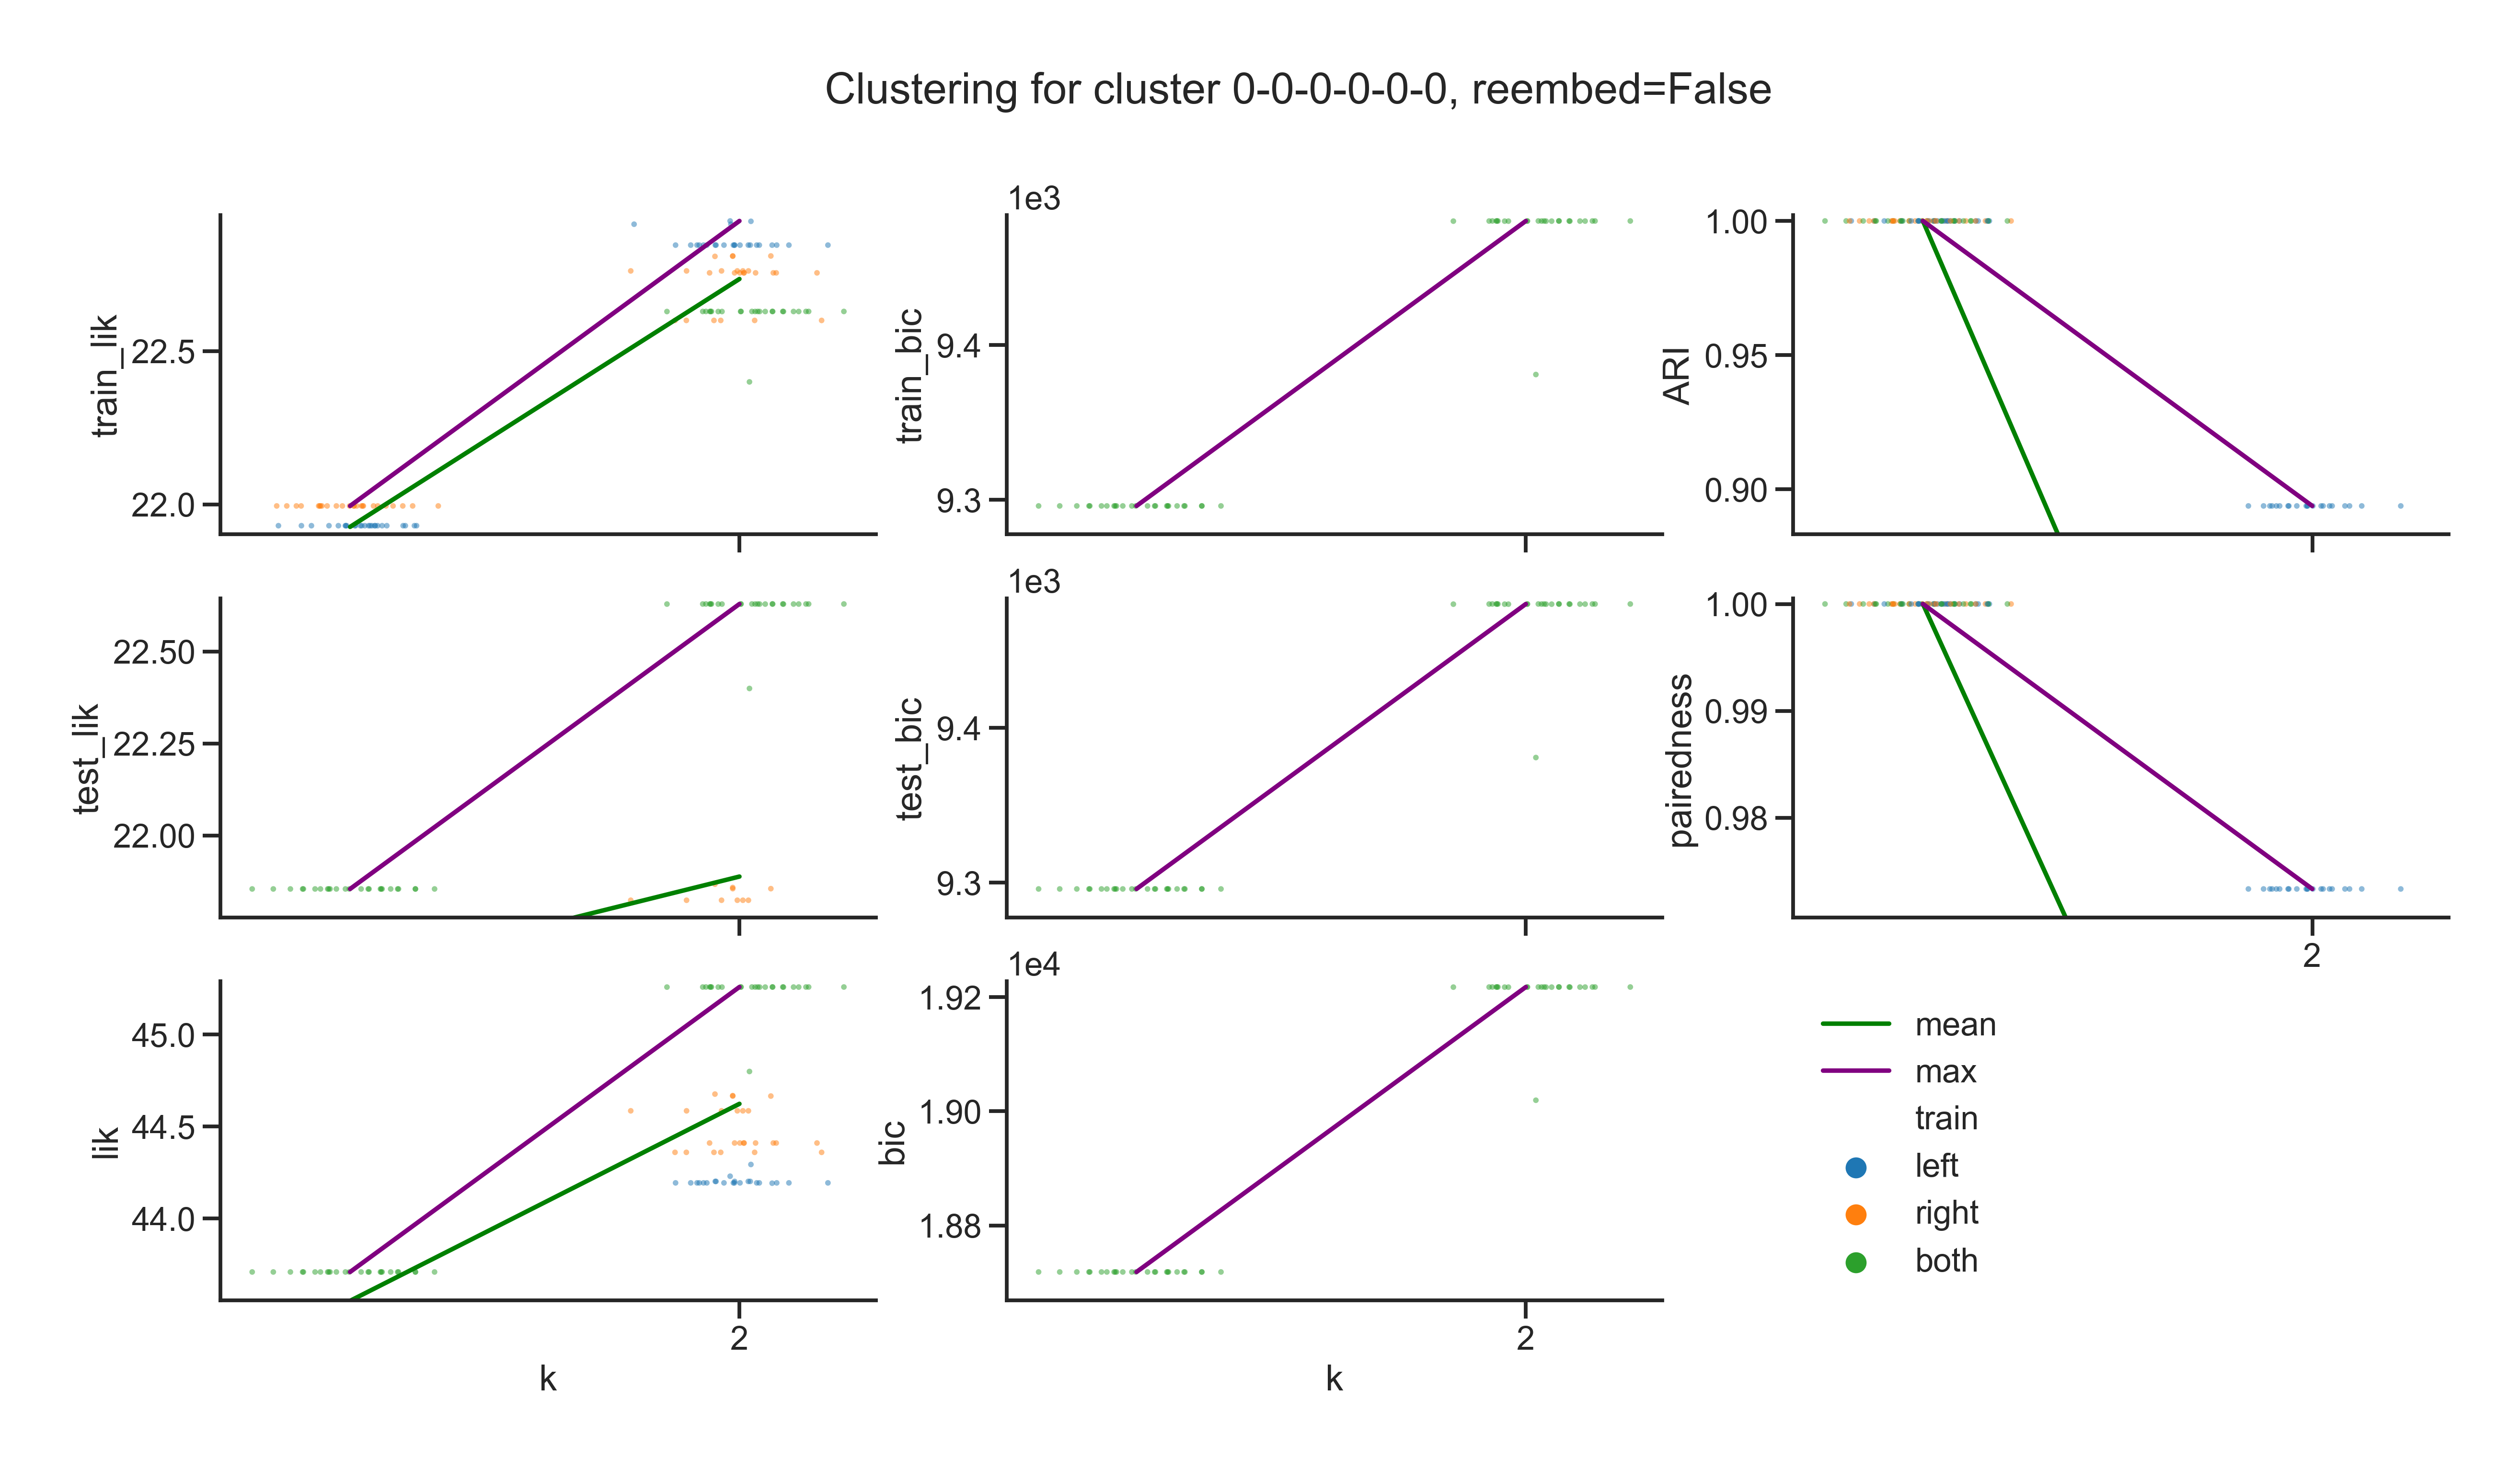 Clustering for cluster 0-0-0-0-0-0, reembed=False
train_lik
22.5
22.0
1e3
train_bic
9.4
9.3
ARI
1.00
0.95
0.90
test_lik
22.50
22.25
22.00
1e3
test_bic
9.4
9.3
pairedness
1.00
0.99
0.98
2
lik
45.0
44.5
44.0
2
k
1e4
bic
1.92
1.90
1.88
2
k
mean
max
train
left
right
both